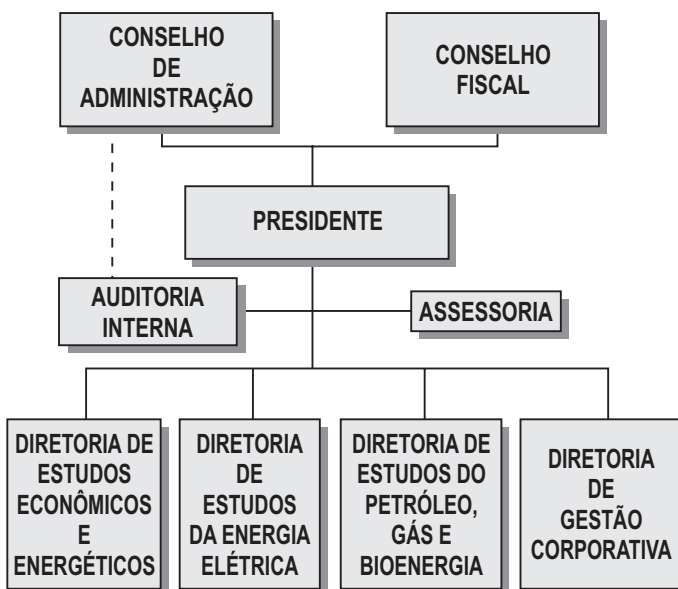 CONSELHO
DE
ADMINISTRAÇÃO
CONSELHO
FISCAL
PRESIDENTE
AUDITORIA
INTERNA
ASSESSORIA
DIRETORIA DE
ESTUDOS
ECONÔMICOS
E
ENERGÉTICOS
DIRETORIA
DE
ESTUDOS
DA ENERGIA
ELÉTRICA
DIRETORIA DE
ESTUDOS DO
PETRÓLEO,
GÁS E
BIOENERGIA
DIRETORIA
DE
GESTÃO
CORPORATIVA